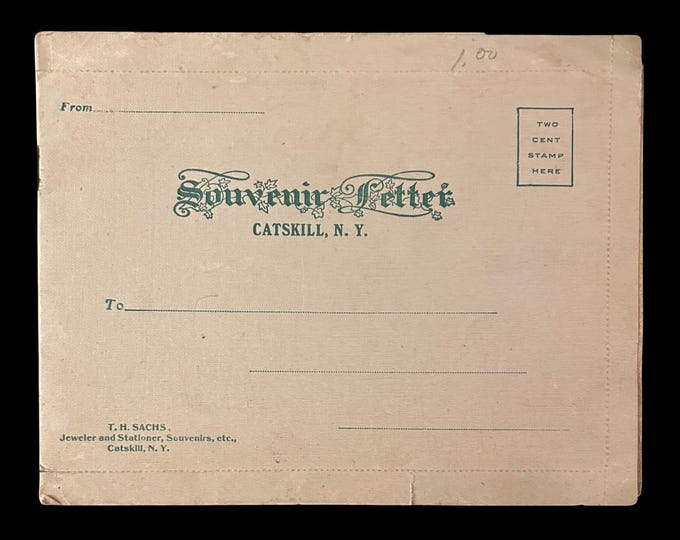 1.00
From
TWO
CENT
STAMP
HERE
Souvenir Letter
CATSKILL, N. Y.
To
T. H. SACHS,
Jeweler and Stationer, Souvenirs, etc.,
Catskill, N. Y.